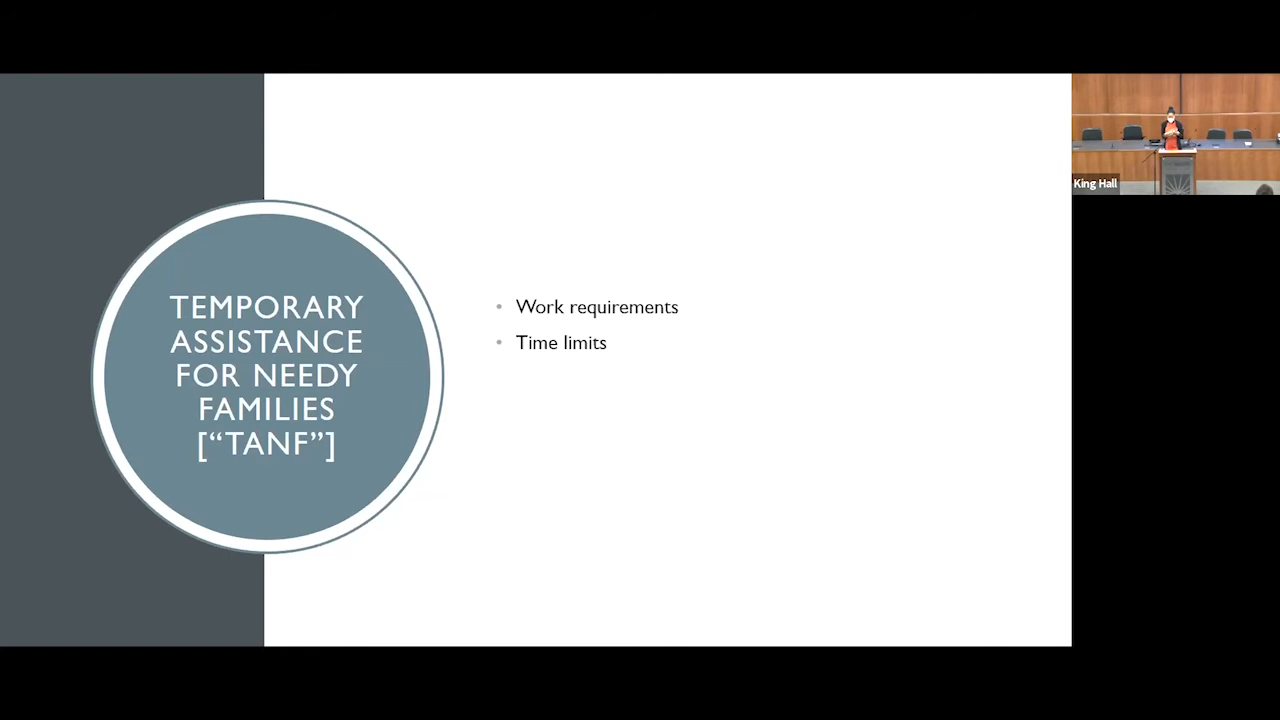 TEMPORARY
ASSISTANCE
FOR NEEDY
FAMILIES
[“TANF”]
• Work requirements
• Time limits
King Hall